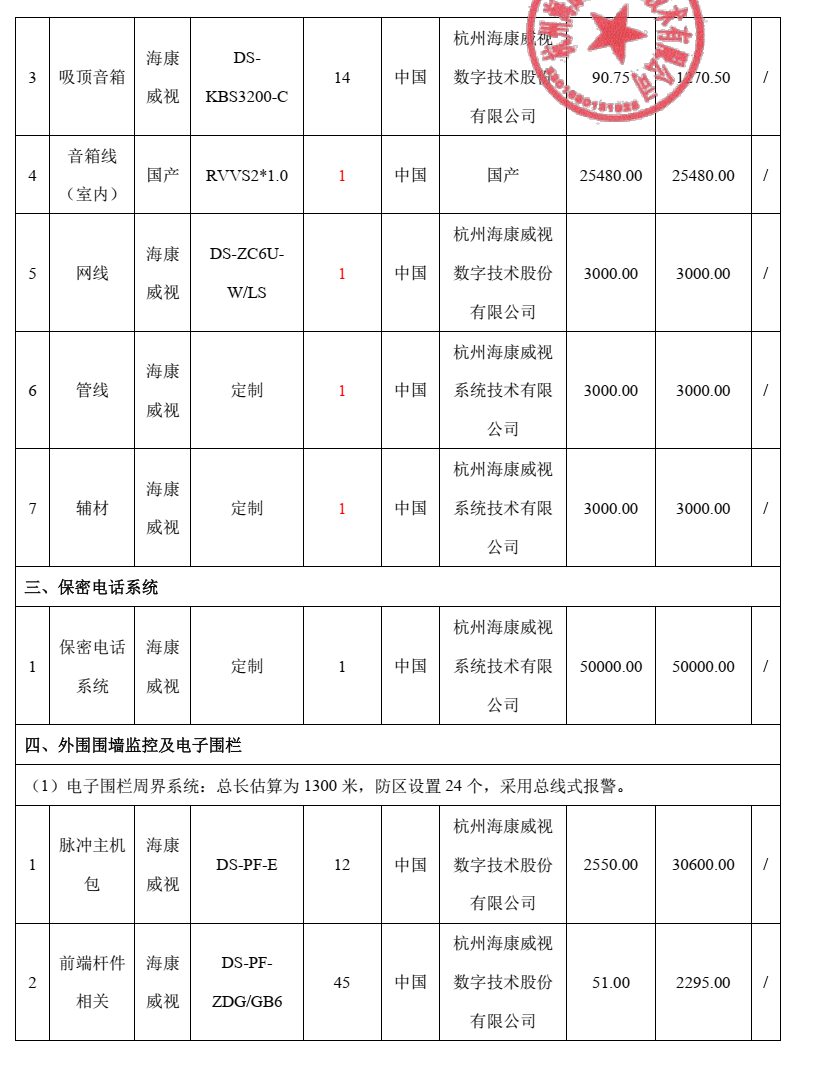 3 吸顶音箱 海康威视 DS-KBS3200-C 14 中国 杭州海康威视数字技术股份有限公司 90.75 1270.50 /
4 音箱线（室内） 国产 RVVS2*1.0 1 中国 国产 25480.00 25480.00 /
5 网线 海康威视 DS-ZC6U-W/LS 1 中国 杭州海康威视数字技术股份有限公司 3000.00 3000.00 /
6 管线 海康威视 定制 1 中国 杭州海康威视系统技术有限公司 3000.00 3000.00 /
7 辅材 海康威视 定制 1 中国 杭州海康威视系统技术有限公司 3000.00 3000.00 /
三、保密电话系统
1 保密电话系统 海康威视 定制 1 中国 杭州海康威视系统技术有限公司 50000.00 50000.00 /
四、外围围墙监控及电子围栏
（1）电子围栏周界系统：总长估算为 1300 米，防区设置 24 个，采用总线式报警。
1 脉冲主机包 海康威视 DS-PF-E 12 中国 杭州海康威视数字技术股份有限公司 2550.00 30600.00 /
2 前端杆件相关 海康威视 DS-PF-ZDG/GB6 45 中国 杭州海康威视数字技术股份有限公司 51.00 2295.00 /